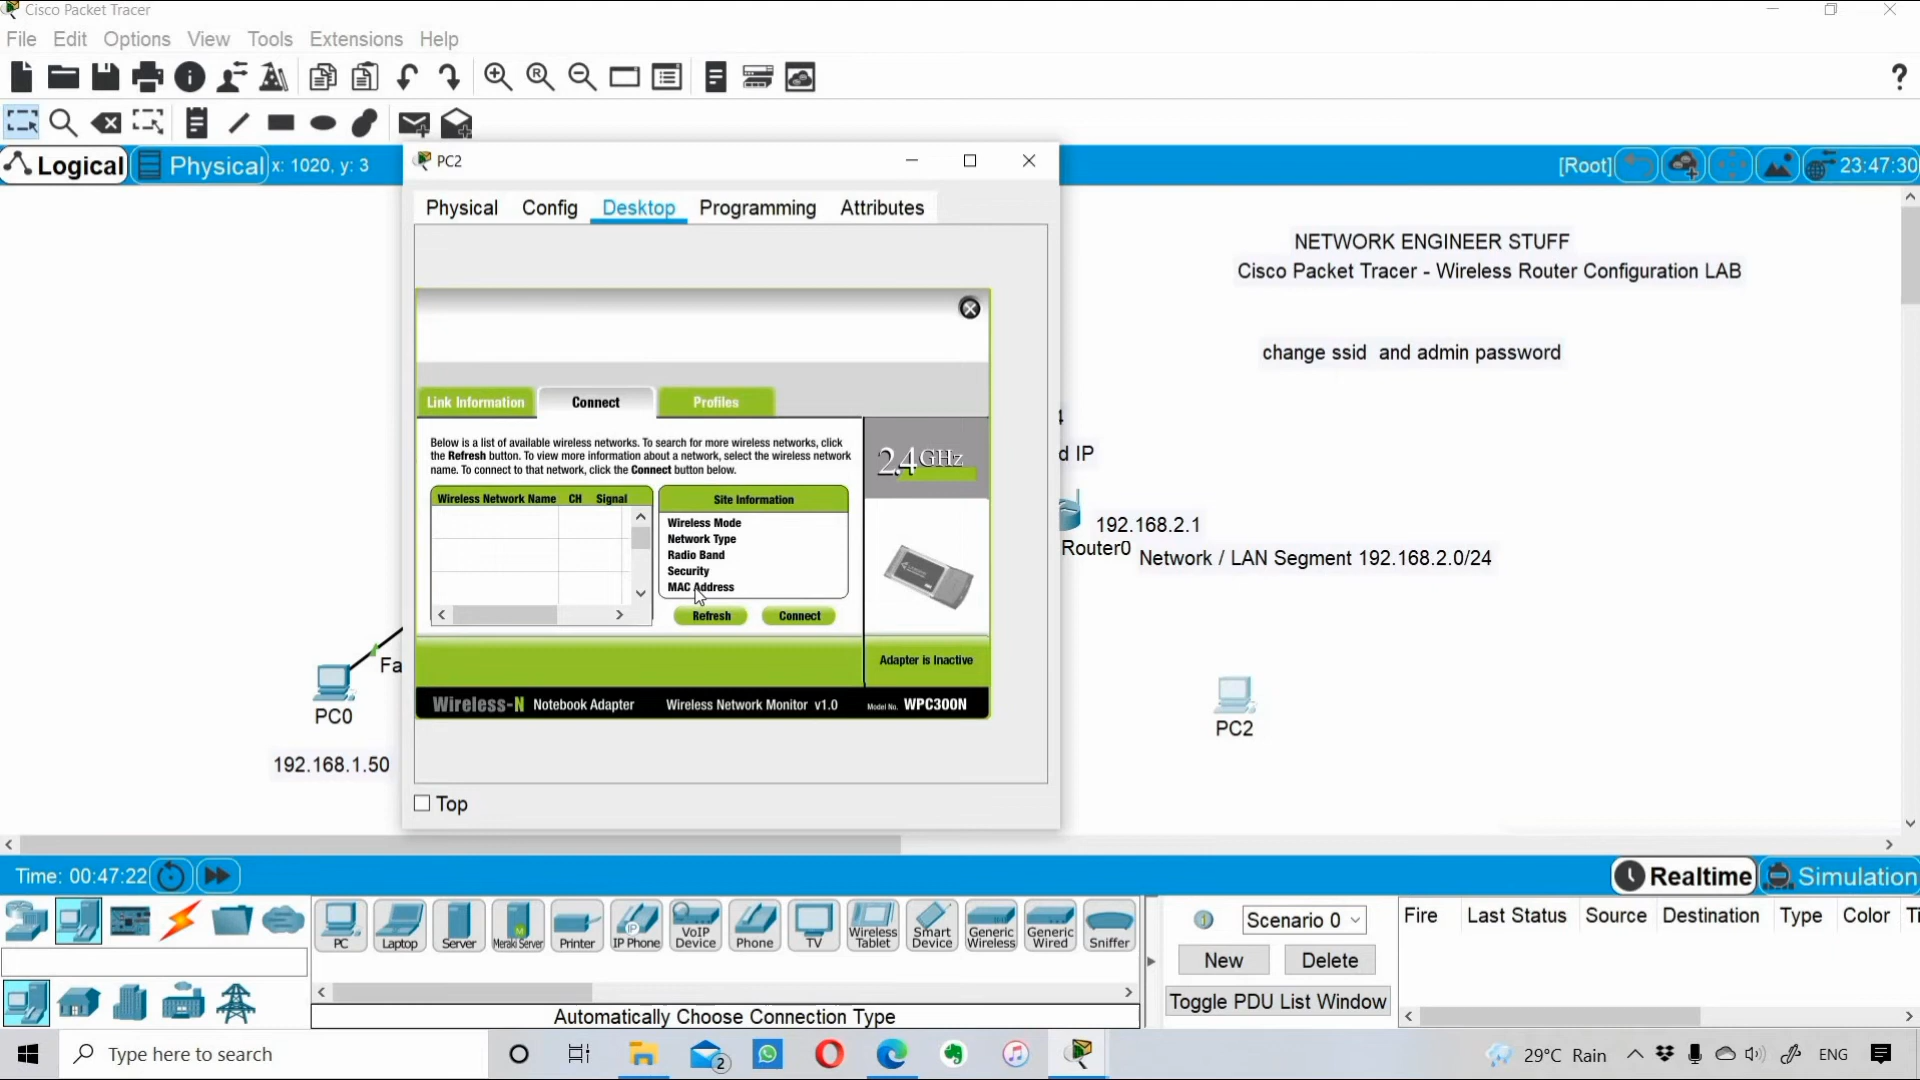 Cisco Packet Tracer
File Edit Options View Tools Extensions Help
Logical Physical x: 1020, y: 3
[Root] 23:47:30
PC2
Physical Config Desktop Programming Attributes
NETWORK ENGINEER STUFF
Cisco Packet Tracer - Wireless Router Configuration LAB
change ssid and admin password
Link Information Connect Profiles
Below is a list of available wireless networks. To search for more wireless networks, click
the Refresh button. To view more information about a network, select the wireless network
name. To connect to that network, click the Connect button below.
2.4GHz
4
d IP
Wireless Network Name CH Signal
Site Information
Wireless Mode
Network Type
Radio Band
Security
MAC Address
Refresh Connect
192.168.2.1
Router0
Network / LAN Segment 192.168.2.0/24
Adapter is Inactive
Wireless-N Notebook Adapter Wireless Network Monitor v1.0 Model No. WPC300N
Fa
PC0
192.168.1.50
PC2
Top
Time: 00:47:22
Realtime Simulation
PC
Laptop
Server
Meraki Server
Printer
IP Phone
VoIP Device
Phone
TV
Wireless Tablet
Smart Device
Generic Wireless
Generic Wired
Sniffer
Automatically Choose Connection Type
Scenario 0
New Delete
Toggle PDU List Window
Fire Last Status Source Destination Type Color Ti
Type here to search
2
29°C Rain
ENG